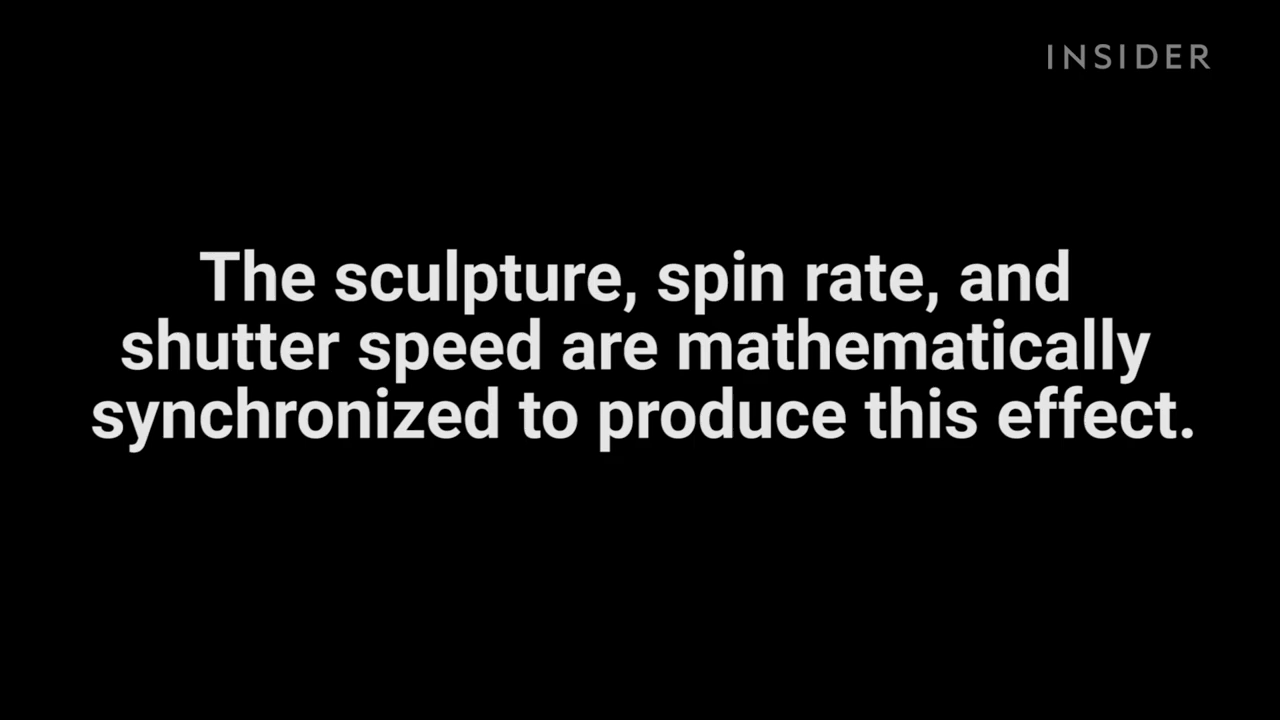 INSIDER
The sculpture, spin rate, and
shutter speed are mathematically
synchronized to produce this effect.